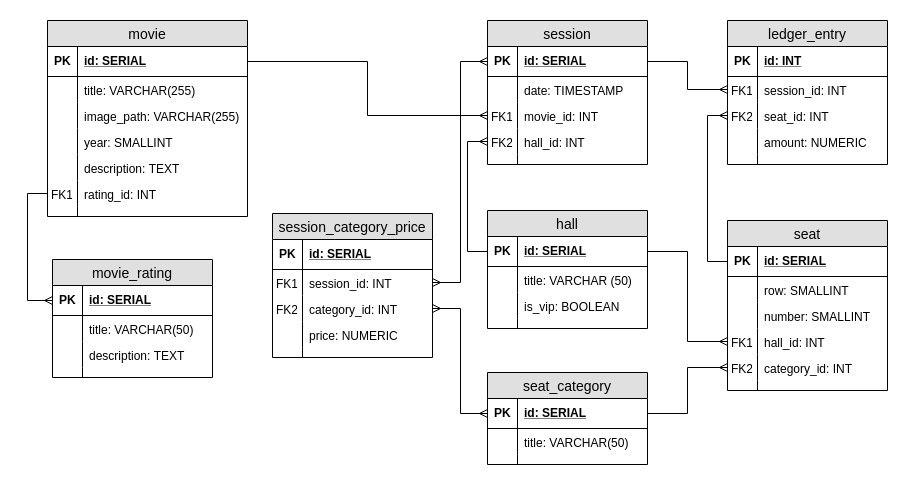 movie
PK id: SERIAL
title: VARCHAR(255)
image_path: VARCHAR(255)
year: SMALLINT
description: TEXT
FK1 rating_id: INT
movie_rating
PK id: SERIAL
title: VARCHAR(50)
description: TEXT
session_category_price
PK id: SERIAL
FK1 session_id: INT
FK2 category_id: INT
price: NUMERIC
session
PK id: SERIAL
date: TIMESTAMP
FK1 movie_id: INT
FK2 hall_id: INT
hall
PK id: SERIAL
title: VARCHAR (50)
is_vip: BOOLEAN
seat_category
PK id: SERIAL
title: VARCHAR(50)
ledger_entry
PK id: INT
FK1 session_id: INT
FK2 seat_id: INT
amount: NUMERIC
seat
PK id: SERIAL
row: SMALLINT
number: SMALLINT
FK1 hall_id: INT
FK2 category_id: INT